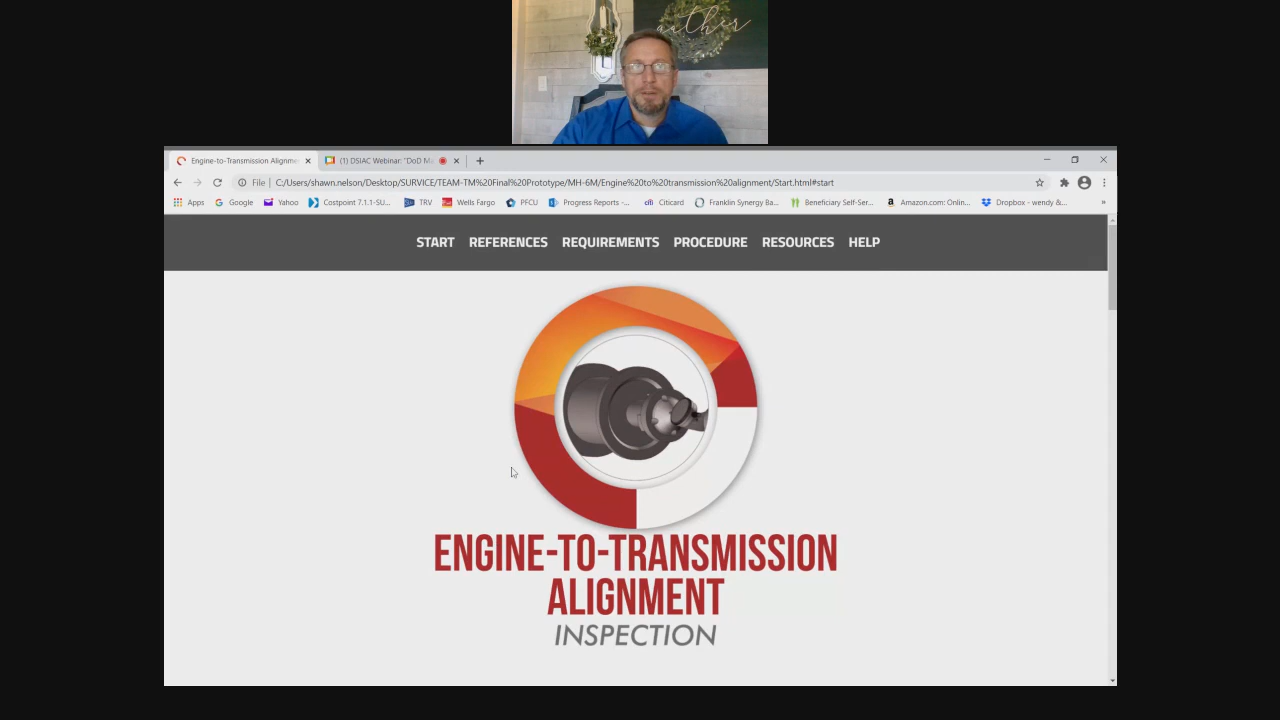 gather
Engine-to-Transmission Alignme
(1) DSIAC Webinar: "DoD Ma
File
C:/Users/shawn.nelson/Desktop/SURVICE/TEAM-TM%20Final%20Prototype/MH-6M/Engine%20to%20transmission%20alignment/Start.html#start
Apps Google Yahoo Costpoint 7.1.1-SU... TRV Wells Fargo PFCU Progress Reports -... citi Citicard Franklin Synergy Ba... Beneficiary Self-Ser... Amazon.com: Onlin... Dropbox - wendy &... »
START REFERENCES REQUIREMENTS PROCEDURE RESOURCES HELP
ENGINE-TO-TRANSMISSION
ALIGNMENT
INSPECTION